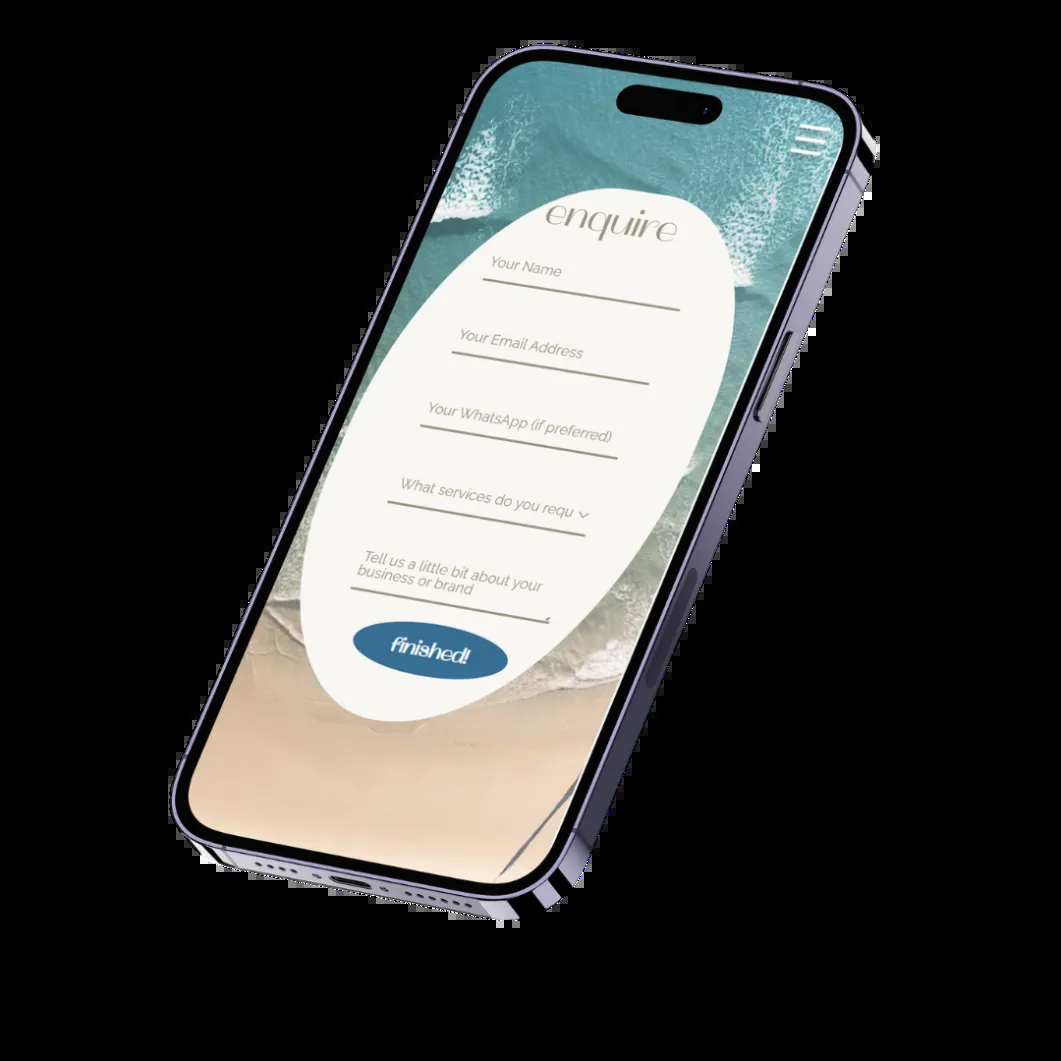 enquire
Your Name
Your Email Address
Your WhatsApp (if preferred)
What services do you requ
Tell us a little bit about your
business or brand
finished!